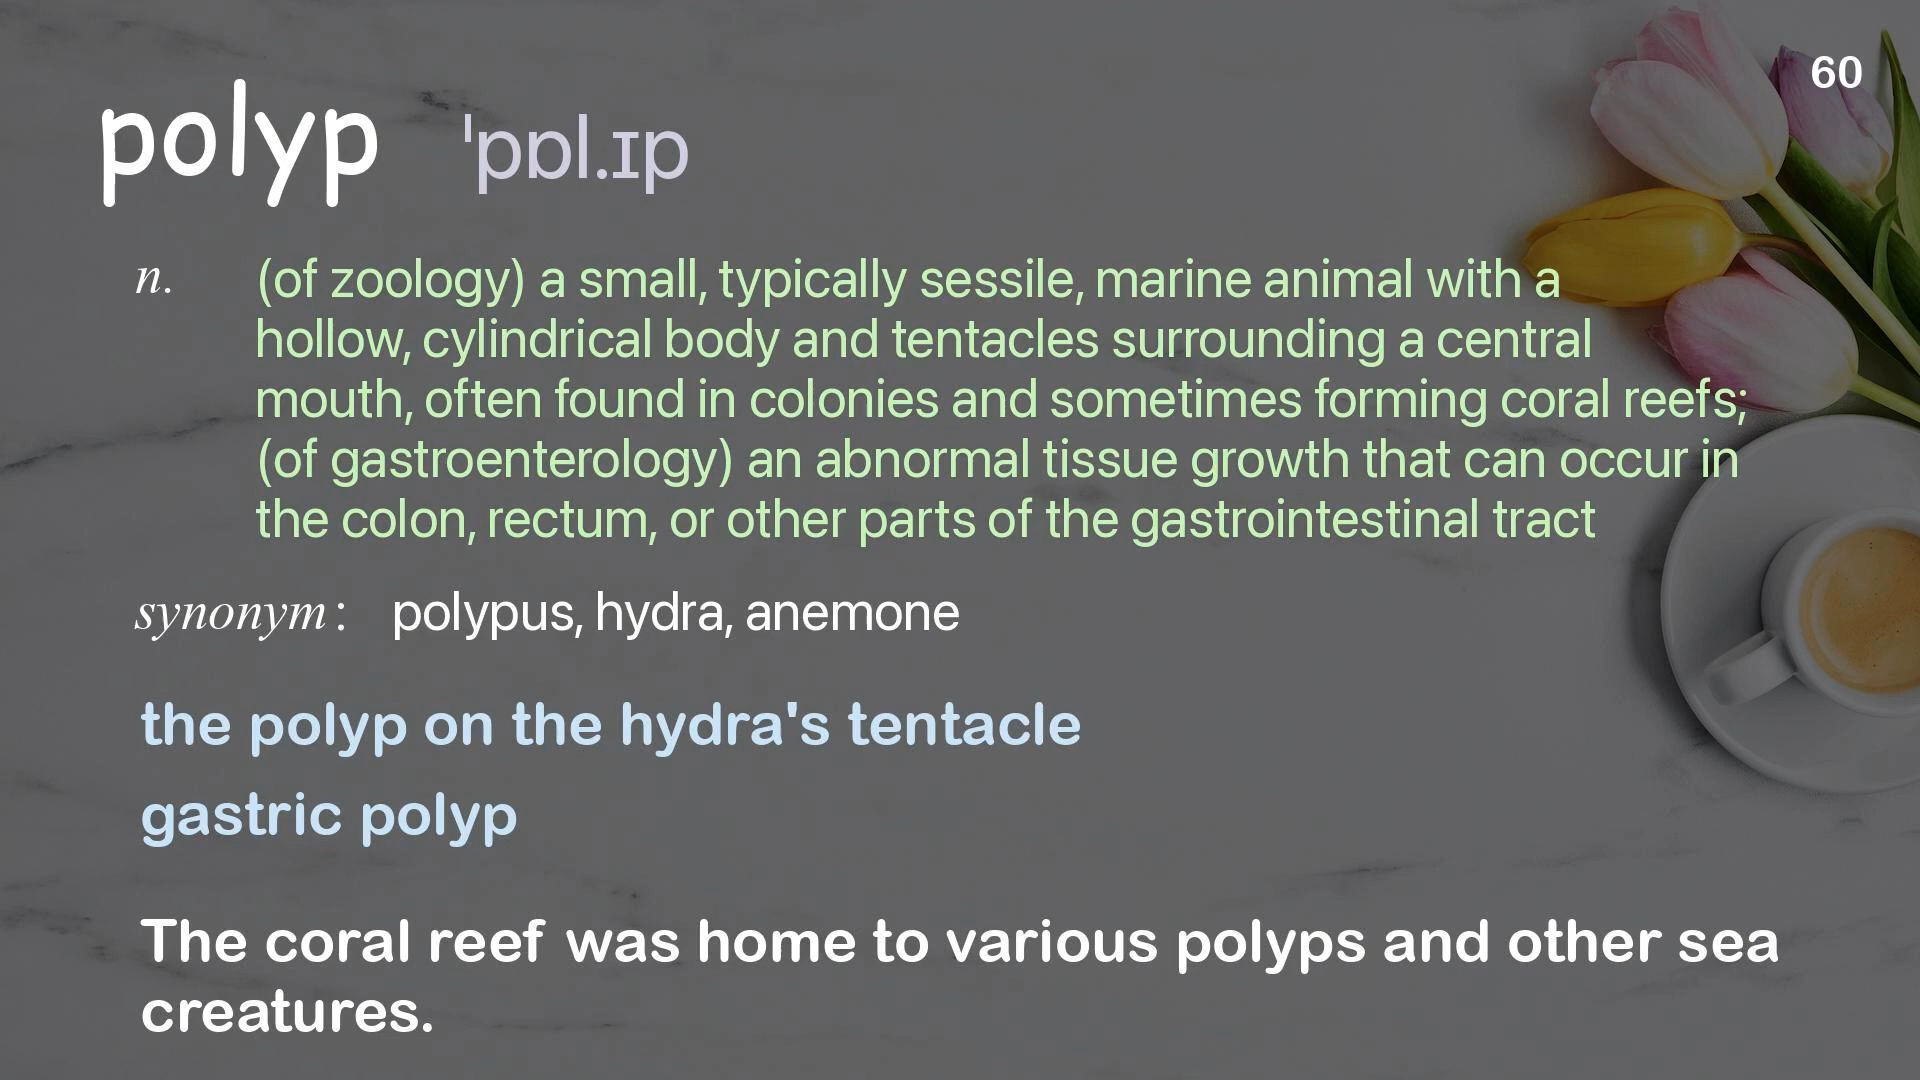 60
polyp ˈpɒl.ɪp
n. (of zoology) a small, typically sessile, marine animal with a
hollow, cylindrical body and tentacles surrounding a central
mouth, often found in colonies and sometimes forming coral reefs;
(of gastroenterology) an abnormal tissue growth that can occur in
the colon, rectum, or other parts of the gastrointestinal tract
synonym: polypus, hydra, anemone
the polyp on the hydra's tentacle
gastric polyp
The coral reef was home to various polyps and other sea
creatures.